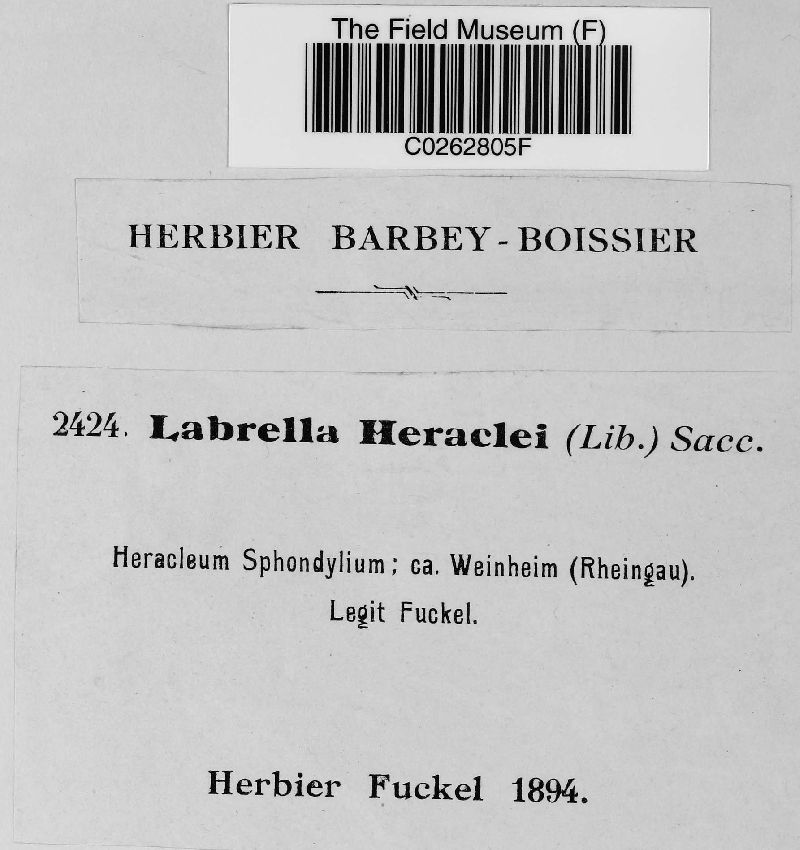 The Field Museum (F)
C0262805F
HERBIER BARBEY-BOISSIER
2424. Labrella Heraclei (Lib.) Sacc.
Heracleum Sphondylium; ca. Weinheim (Rheingau).
Legit Fuckel.
Herbier Fuckel 1894.